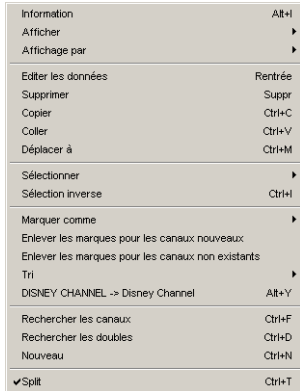 Information Alt+I
Afficher
Affichage par
Editer les données Rentrée
Supprimer Suppr
Copier Ctrl+C
Coller Ctrl+V
Déplacer à Ctrl+M
Sélectionner
Sélection inverse Ctrl+I
Marquer comme
Enlever les marques pour les canaux nouveaux
Enlever les marques pour les canaux non existants
Tri
DISNEY CHANNEL -> Disney Channel Alt+Y
Rechercher les canaux Ctrl+F
Rechercher les doubles Ctrl+D
Nouveau Ctrl+N
Split Ctrl+T